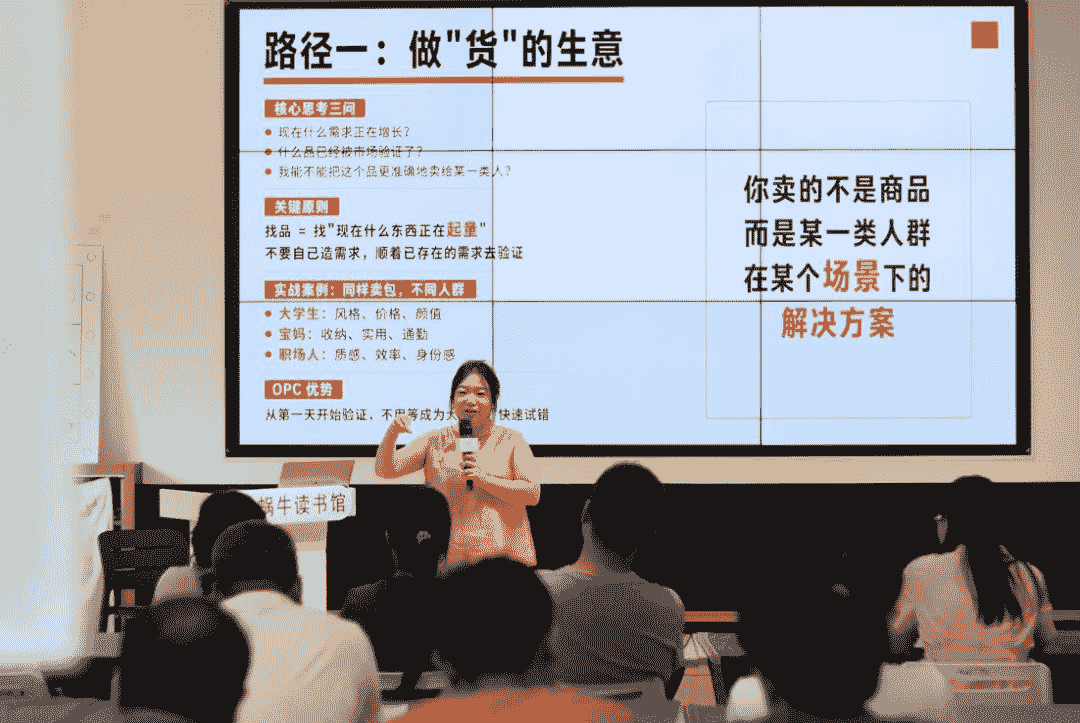 路径一：做"货"的生意
核心思考三问
现在什么需求正在增长？
什么品已经被市场验证了？
我能不能把这个品更准确地卖给某一类人？
关键原则
找品 = 找"现在什么东西正在起量"
不要自己造需求，顺着已存在的需求去验证
实战案例：同样卖包，不同人群
大学生：风格、价格、颜值
宝妈：收纳、实用、通勤
职场人：质感、效率、身份感
OPC 优势
从第一天开始验证，不用等成为大
快速试错
你卖的不是商品
而是某一类人群
在某个场景下的
解决方案
蜗牛读书馆